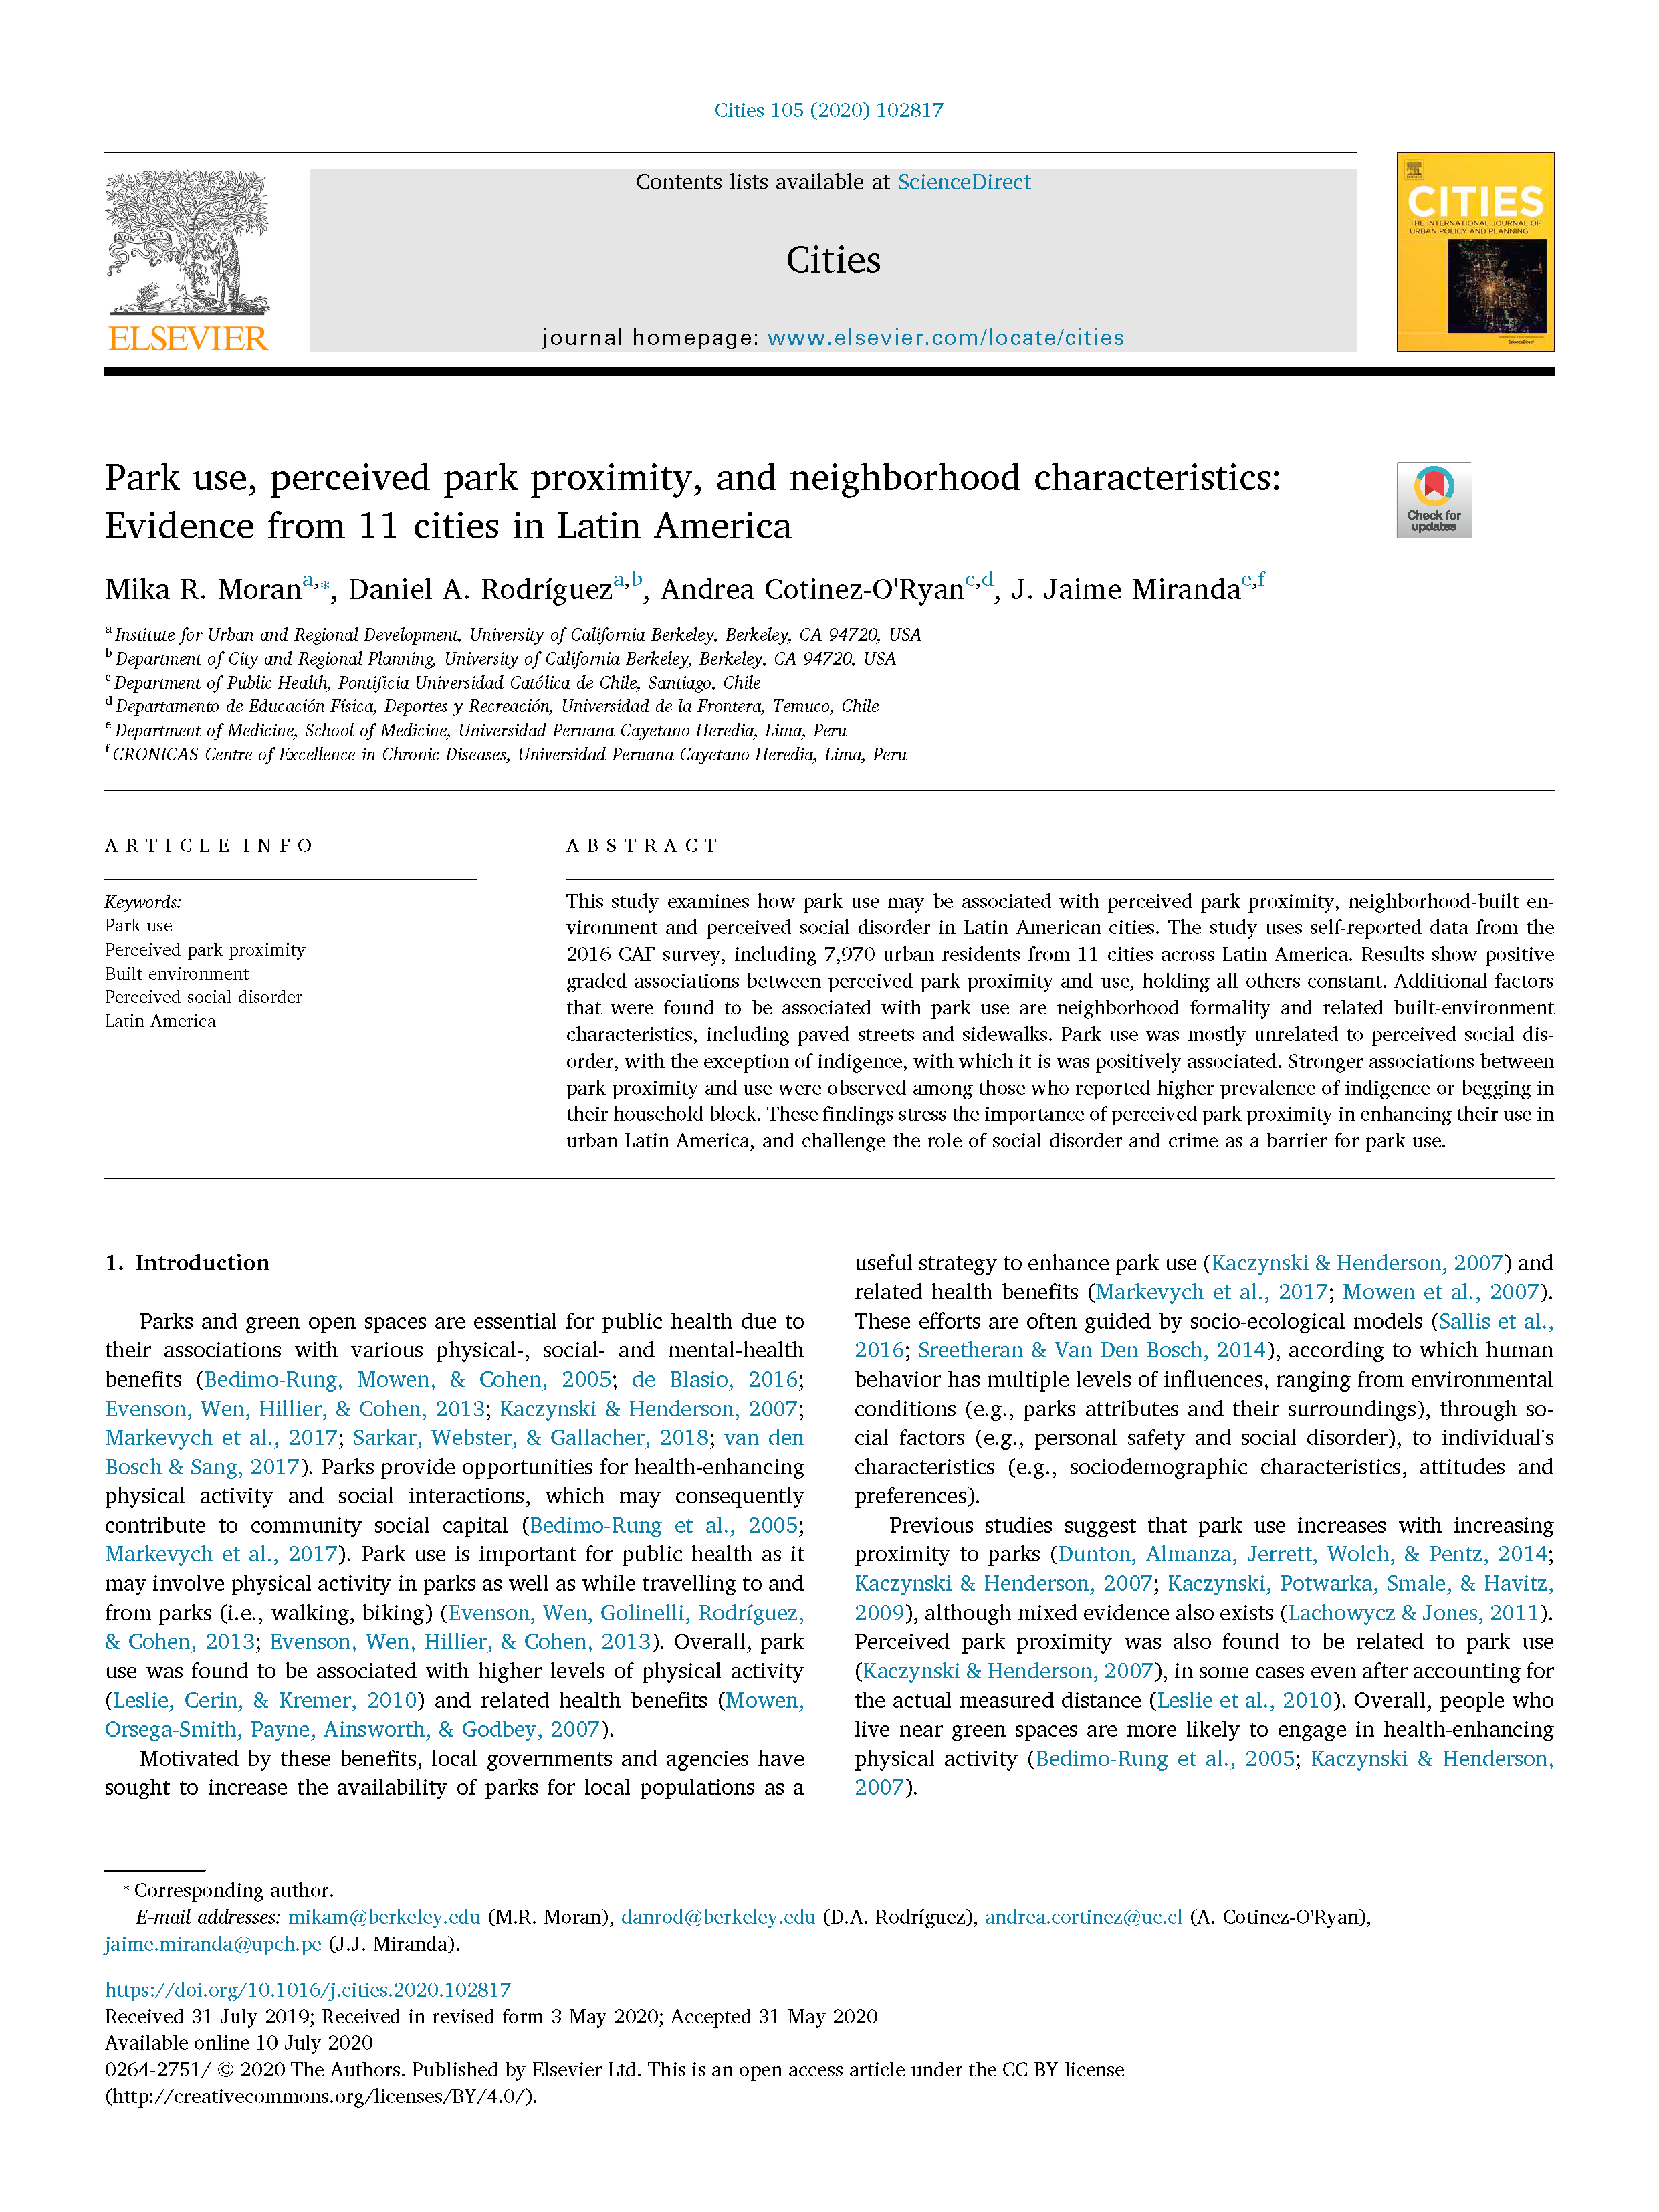 Cities 105 (2020) 102817
Contents lists available at ScienceDirect
Cities
journal homepage: www.elsevier.com/locate/cities
NON SOLUS
ELSEVIER
CITIES
THE INTERNATIONAL JOURNAL OF
URBAN POLICY AND PLANNING
ScienceDirect
Park use, perceived park proximity, and neighborhood characteristics:
Evidence from 11 cities in Latin America
Check for
updates
Mika R. Moran a,*, Daniel A. Rodríguez a,b, Andrea Cotinez-O'Ryan c,d, J. Jaime Miranda e,f
a Institute for Urban and Regional Development, University of California Berkeley, Berkeley, CA 94720, USA
b Department of City and Regional Planning, University of California Berkeley, Berkeley, CA 94720, USA
c Department of Public Health, Pontificia Universidad Católica de Chile, Santiago, Chile
d Departamento de Educación Física, Deportes y Recreación, Universidad de la Frontera, Temuco, Chile
e Department of Medicine, School of Medicine, Universidad Peruana Cayetano Heredia, Lima, Peru
f CRONICAS Centre of Excellence in Chronic Diseases, Universidad Peruana Cayetano Heredia, Lima, Peru
ARTICLE INFO
Keywords:
Park use
Perceived park proximity
Built environment
Perceived social disorder
Latin America
ABSTRACT
This study examines how park use may be associated with perceived park proximity, neighborhood-built en-
vironment and perceived social disorder in Latin American cities. The study uses self-reported data from the
2016 CAF survey, including 7,970 urban residents from 11 cities across Latin America. Results show positive
graded associations between perceived park proximity and use, holding all others constant. Additional factors
that were found to be associated with park use are neighborhood formality and related built-environment
characteristics, including paved streets and sidewalks. Park use was mostly unrelated to perceived social dis-
order, with the exception of indigence, with which it is was positively associated. Stronger associations between
park proximity and use were observed among those who reported higher prevalence of indigence or begging in
their household block. These findings stress the importance of perceived park proximity in enhancing their use in
urban Latin America, and challenge the role of social disorder and crime as a barrier for park use.
1. Introduction
Parks and green open spaces are essential for public health due to
their associations with various physical-, social- and mental-health
benefits (Bedimo-Rung, Mowen, & Cohen, 2005; de Blasio, 2016;
Evenson, Wen, Hillier, & Cohen, 2013; Kaczynski & Henderson, 2007;
Markevych et al., 2017; Sarkar, Webster, & Gallacher, 2018; van den
Bosch & Sang, 2017). Parks provide opportunities for health-enhancing
physical activity and social interactions, which may consequently
contribute to community social capital (Bedimo-Rung et al., 2005;
Markevych et al., 2017). Park use is important for public health as it
may involve physical activity in parks as well as while travelling to and
from parks (i.e., walking, biking) (Evenson, Wen, Golinelli, Rodríguez,
& Cohen, 2013; Evenson, Wen, Hillier, & Cohen, 2013). Overall, park
use was found to be associated with higher levels of physical activity
(Leslie, Cerin, & Kremer, 2010) and related health benefits (Mowen,
Orsega-Smith, Payne, Ainsworth, & Godbey, 2007).
Motivated by these benefits, local governments and agencies have
sought to increase the availability of parks for local populations as a
useful strategy to enhance park use (Kaczynski & Henderson, 2007) and
related health benefits (Markevych et al., 2017; Mowen et al., 2007).
These efforts are often guided by socio-ecological models (Sallis et al.,
2016; Sreetheran & Van Den Bosch, 2014), according to which human
behavior has multiple levels of influences, ranging from environmental
conditions (e.g., parks attributes and their surroundings), through so-
cial factors (e.g., personal safety and social disorder), to individual's
characteristics (e.g., sociodemographic characteristics, attitudes and
preferences).
Previous studies suggest that park use increases with increasing
proximity to parks (Dunton, Almanza, Jerrett, Wolch, & Pentz, 2014;
Kaczynski & Henderson, 2007; Kaczynski, Potwarka, Smale, & Havitz,
2009), although mixed evidence also exists (Lachowycz & Jones, 2011).
Perceived park proximity was also found to be related to park use
(Kaczynski & Henderson, 2007), in some cases even after accounting for
the actual measured distance (Leslie et al., 2010). Overall, people who
live near green spaces are more likely to engage in health-enhancing
physical activity (Bedimo-Rung et al., 2005; Kaczynski & Henderson,
2007).
* Corresponding author.
E-mail addresses: mikam@berkeley.edu (M.R. Moran), danrod@berkeley.edu (D.A. Rodríguez), andrea.cortinez@uc.cl (A. Cotinez-O'Ryan),
jaime.miranda@upch.pe (J.J. Miranda).
https://doi.org/10.1016/j.cities.2020.102817
Received 31 July 2019; Received in revised form 3 May 2020; Accepted 31 May 2020
Available online 10 July 2020
0264-2751/ © 2020 The Authors. Published by Elsevier Ltd. This is an open access article under the CC BY license
(http://creativecommons.org/licenses/BY/4.0/).